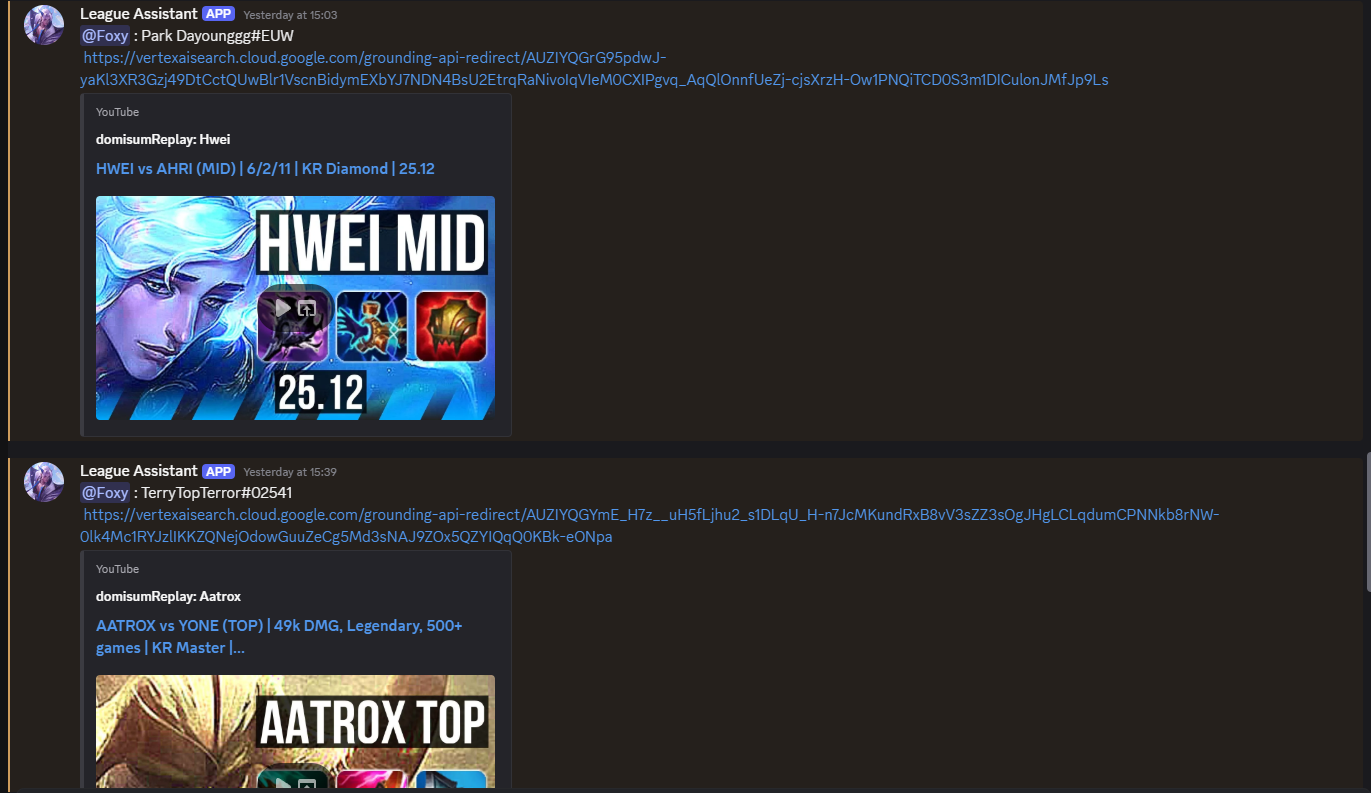 League Assistant APP Yesterday at 15:03
@Foxy : Park Dayounggg#EUW
https://vertexaisearch.cloud.google.com/grounding-api-redirect/AUZIYQGrG95pdwJ-
yaKl3XR3Gzj49DtCctQUwBlr1VscnBidymEXbYJ7NDN4BsU2EtrqRaNivoIqVIeM0CXIPgvq_AqQlOnnfUeZj-cjsXrzH-Ow1PNQiTCD0S3m1DICulonJMfJp9Ls
YouTube
domisumReplay: Hwei
HWEI vs AHRI (MID) | 6/2/11 | KR Diamond | 25.12
HWEI MID
25.12
League Assistant APP Yesterday at 15:39
@Foxy : TerryTopTerror#02541
https://vertexaisearch.cloud.google.com/grounding-api-redirect/AUZIYQGYmE_H7z__uH5fLjhu2_s1DLqU_H-n7JcMKundRxB8vV3sZZ3sOgJHgLCLqdumCPNNkb8rNW-
0lk4Mc1RYJzlIKKZQNejOdowGuuZeCg5Md3sNAJ9ZOx5QZYIQqQ0KBk-eONpa
YouTube
domisumReplay: Aatrox
AATROX vs YONE (TOP) | 49k DMG, Legendary, 500+
games | KR Master |...
AATROX TOP